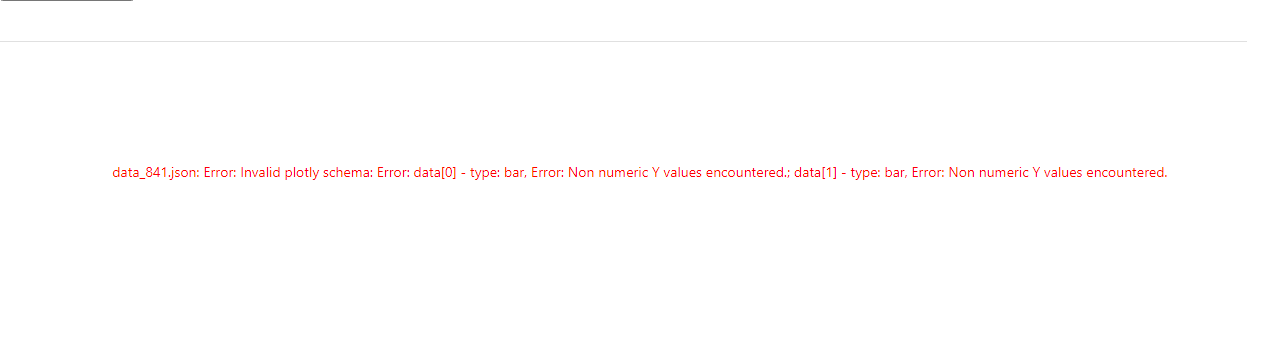 data_841.json: Error: Invalid plotly schema: Error: data[0] - type: bar, Error: Non numeric Y values encountered.; data[1] - type: bar, Error: Non numeric Y values encountered.